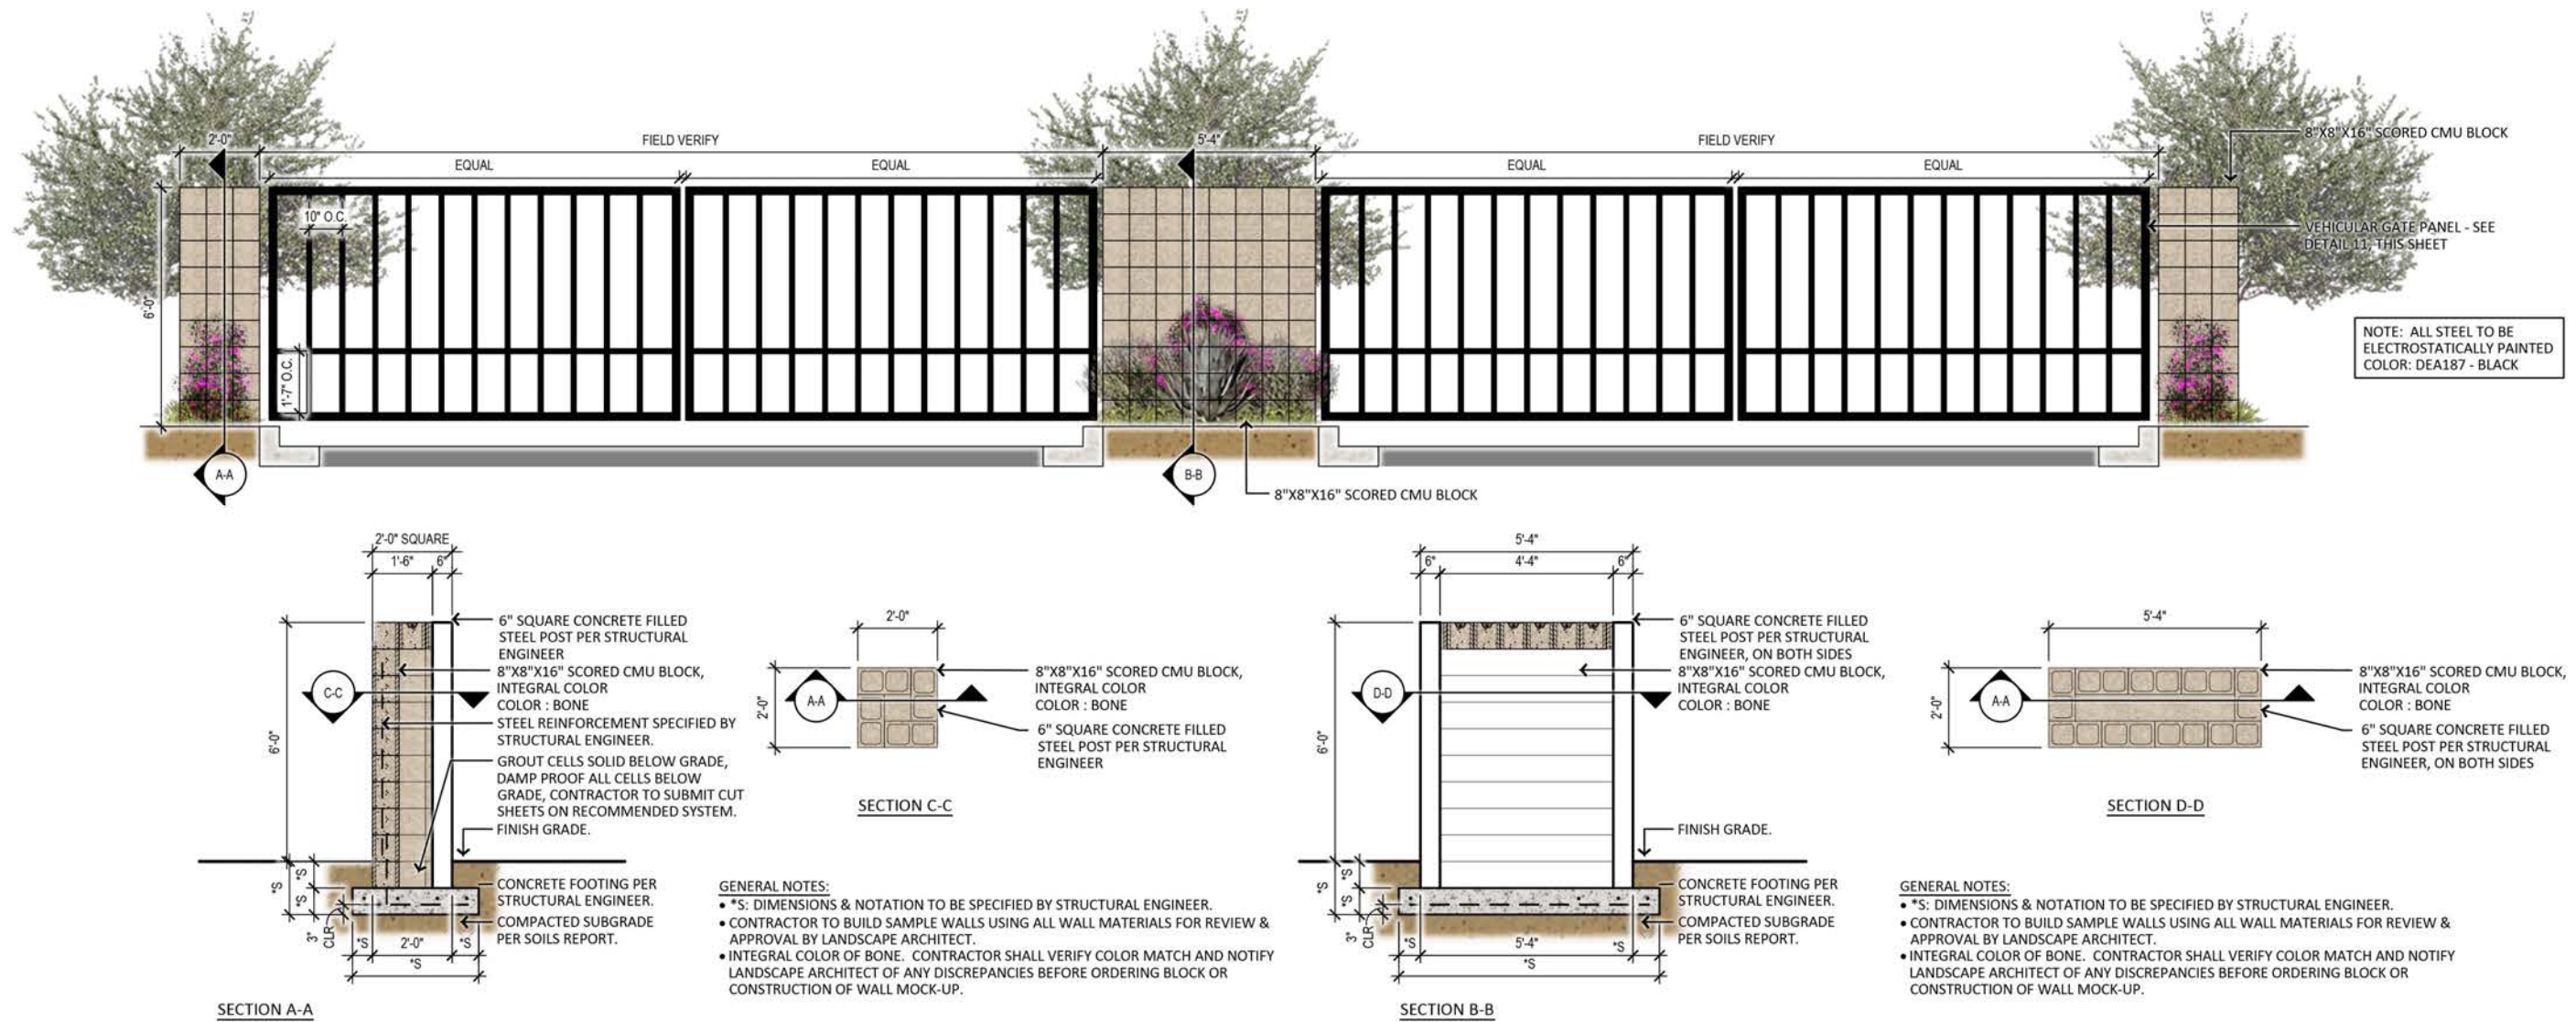 2'-0"
FIELD VERIFY
5'-4"
FIELD VERIFY
8"X8"X16" SCORED CMU BLOCK
EQUAL
EQUAL
EQUAL
EQUAL
10" O.C.
VEHICULAR GATE PANEL - SEE
DETAIL 11, THIS SHEET
6'-0"
1'-7" O.C.
NOTE: ALL STEEL TO BE
ELECTROSTATICALLY PAINTED
COLOR: DEA187 - BLACK
A-A
B-B
8"X8"X16" SCORED CMU BLOCK
2'-0" SQUARE
1'-6"
6"
6'-0"
C-C
6" SQUARE CONCRETE FILLED
STEEL POST PER STRUCTURAL
ENGINEER
8"X8"X16" SCORED CMU BLOCK,
INTEGRAL COLOR
COLOR : BONE
STEEL REINFORCEMENT SPECIFIED BY
STRUCTURAL ENGINEER.
GROUT CELLS SOLID BELOW GRADE,
DAMP PROOF ALL CELLS BELOW
GRADE, CONTRACTOR TO SUBMIT CUT
SHEETS ON RECOMMENDED SYSTEM.
FINISH GRADE.
CONCRETE FOOTING PER
STRUCTURAL ENGINEER.
COMPACTED SUBGRADE
PER SOILS REPORT.
*S
*S
*S
3"
CLR
*S
2'-0"
*S
*S
SECTION A-A
2'-0"
2'-0"
A-A
8"X8"X16" SCORED CMU BLOCK,
INTEGRAL COLOR
COLOR : BONE
6" SQUARE CONCRETE FILLED
STEEL POST PER STRUCTURAL
ENGINEER
SECTION C-C
GENERAL NOTES:
• *S: DIMENSIONS & NOTATION TO BE SPECIFIED BY STRUCTURAL ENGINEER.
• CONTRACTOR TO BUILD SAMPLE WALLS USING ALL WALL MATERIALS FOR REVIEW &
APPROVAL BY LANDSCAPE ARCHITECT.
• INTEGRAL COLOR OF BONE. CONTRACTOR SHALL VERIFY COLOR MATCH AND NOTIFY
LANDSCAPE ARCHITECT OF ANY DISCREPANCIES BEFORE ORDERING BLOCK OR
CONSTRUCTION OF WALL MOCK-UP.
5'-4"
6"
4'-4"
6"
6'-0"
D-D
6" SQUARE CONCRETE FILLED
STEEL POST PER STRUCTURAL
ENGINEER, ON BOTH SIDES
8"X8"X16" SCORED CMU BLOCK,
INTEGRAL COLOR
COLOR : BONE
FINISH GRADE.
CONCRETE FOOTING PER
STRUCTURAL ENGINEER.
COMPACTED SUBGRADE
PER SOILS REPORT.
*S
*S
*S
3"
CLR
*S
5'-4"
*S
*S
SECTION B-B
5'-4"
2'-0"
A-A
8"X8"X16" SCORED CMU BLOCK,
INTEGRAL COLOR
COLOR : BONE
6" SQUARE CONCRETE FILLED
STEEL POST PER STRUCTURAL
ENGINEER, ON BOTH SIDES
SECTION D-D
GENERAL NOTES:
• *S: DIMENSIONS & NOTATION TO BE SPECIFIED BY STRUCTURAL ENGINEER.
• CONTRACTOR TO BUILD SAMPLE WALLS USING ALL WALL MATERIALS FOR REVIEW &
APPROVAL BY LANDSCAPE ARCHITECT.
• INTEGRAL COLOR OF BONE. CONTRACTOR SHALL VERIFY COLOR MATCH AND NOTIFY
LANDSCAPE ARCHITECT OF ANY DISCREPANCIES BEFORE ORDERING BLOCK OR
CONSTRUCTION OF WALL MOCK-UP.